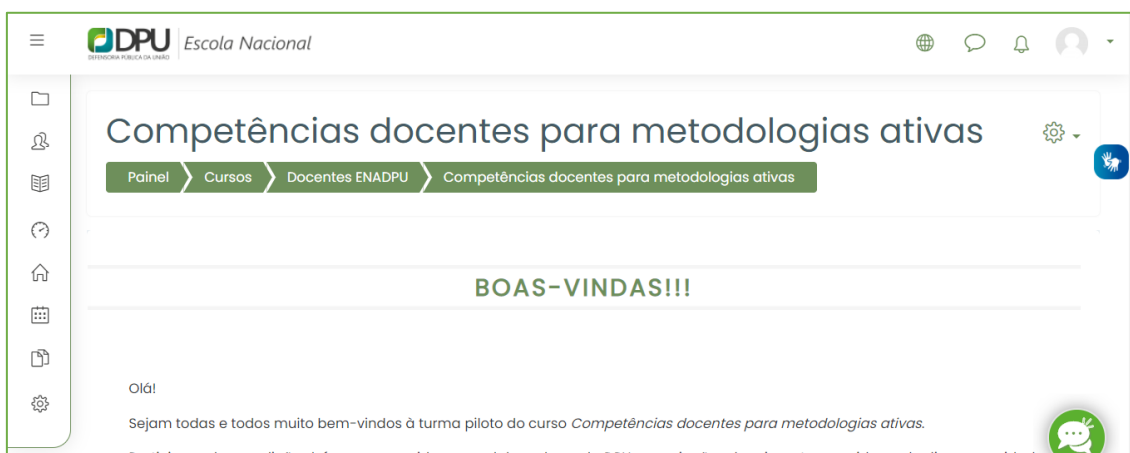 DPU
DEFENSORIA PÚBLICA DA UNIÃO
Escola Nacional
Competências docentes para metodologias ativas
Painel
Cursos
Docentes ENADPU
Competências docentes para metodologias ativas
BOAS-VINDAS!!!
Olá!
Sejam todas e todos muito bem-vindos à turma piloto do curso Competências docentes para metodologias ativas.